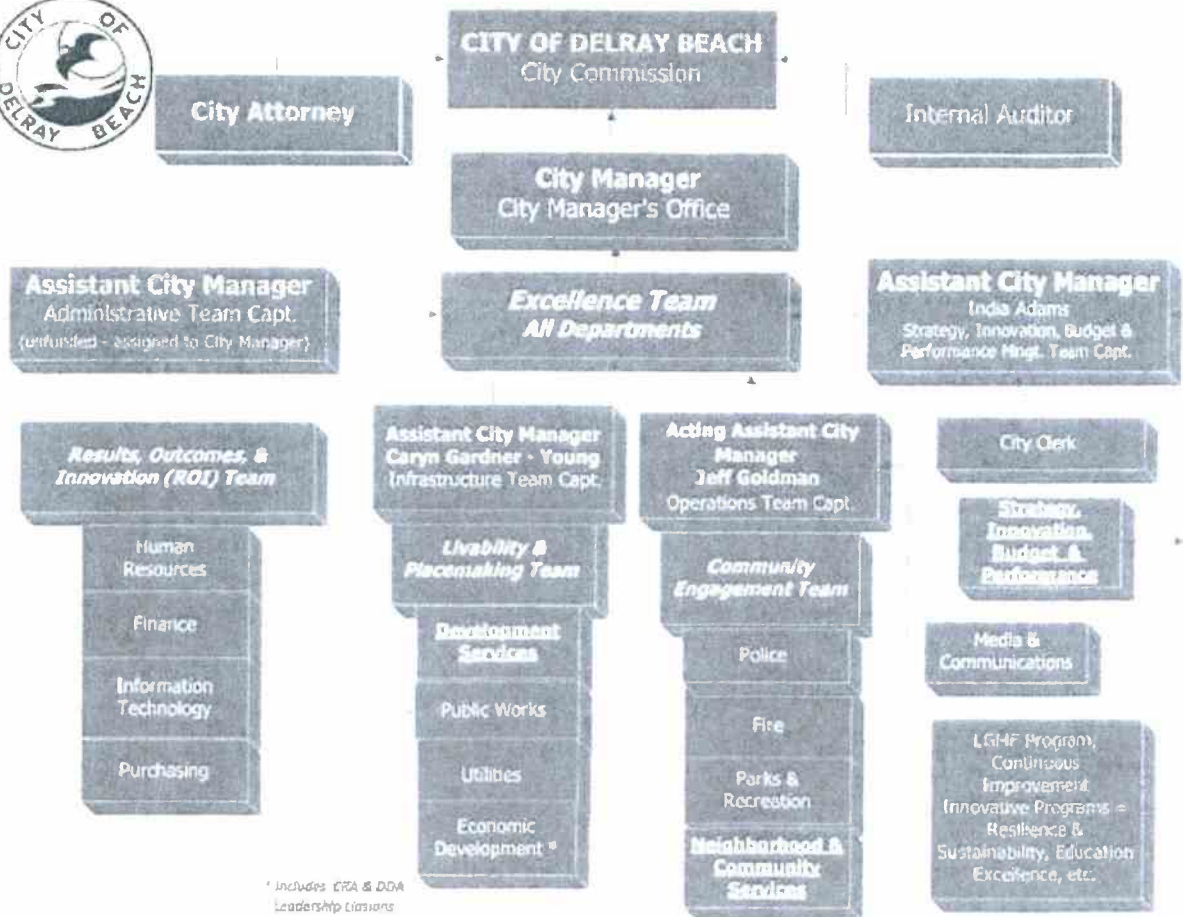 CITY OF
DELRAY BEACH
CITY OF DELRAY BEACH
City Commission
City Attorney
Internal Auditor
City Manager
City Manager's Office
Assistant City Manager
Administrative Team Capt.
(unfunded - assigned to City Manager)
Excellence Team
All Departments
Assistant City Manager
India Adams
Strategy, Innovation, Budget &
Performance Mngt. Team Capt.
Results, Outcomes, &
Innovation (ROI) Team
Human
Resources
Finance
Information
Technology
Purchasing
Assistant City Manager
Caryn Gardner - Young
Infrastructure Team Capt.
Livability &
Placemaking Team
Development
Services
Public Works
Utilities
Economic
Development *
Acting Assistant City
Manager
Jeff Goldman
Operations Team Capt.
Community
Engagement Team
Police
Fire
Parks &
Recreation
Neighborhood &
Community
Services
City Clerk
Strategy,
Innovation,
Budget, &
Performance
Media &
Communications
Program,
Continuous
Improvement
Innovative Programs =
Resilience &
Sustainability, Education
Excellence, etc.
* Includes CRA & DDA
Leadership Liasions